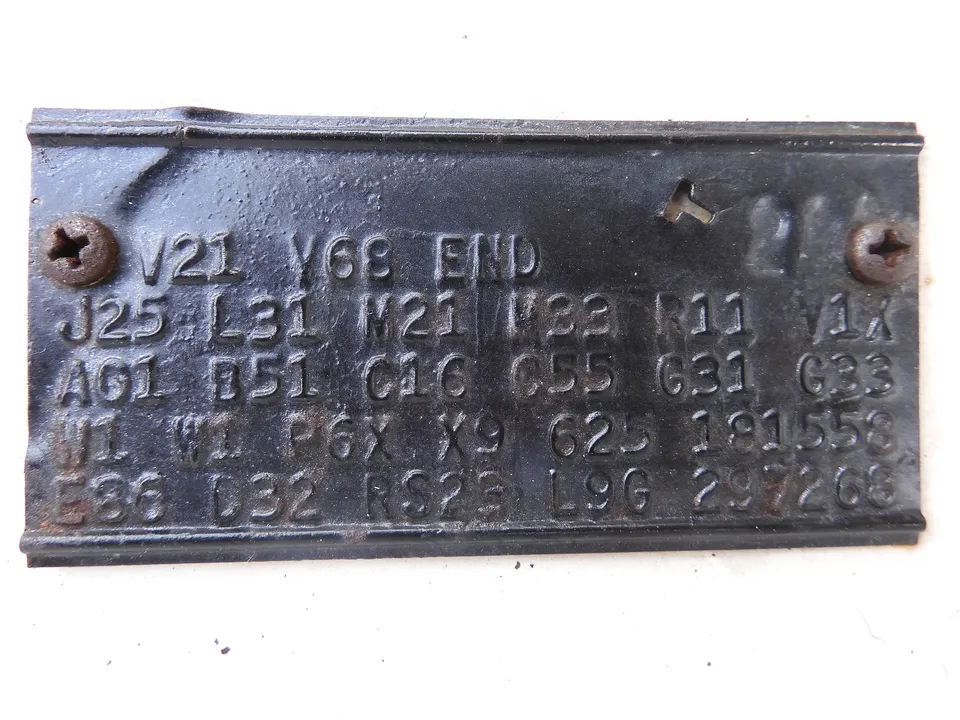 V21 V68 END
J25 L31 M21 M33 R11 V1X
A01 B51 C16 C55 G31 G33
W1 W1 P6X X9 625 181558
E86 D32 RS23 L9G 297268